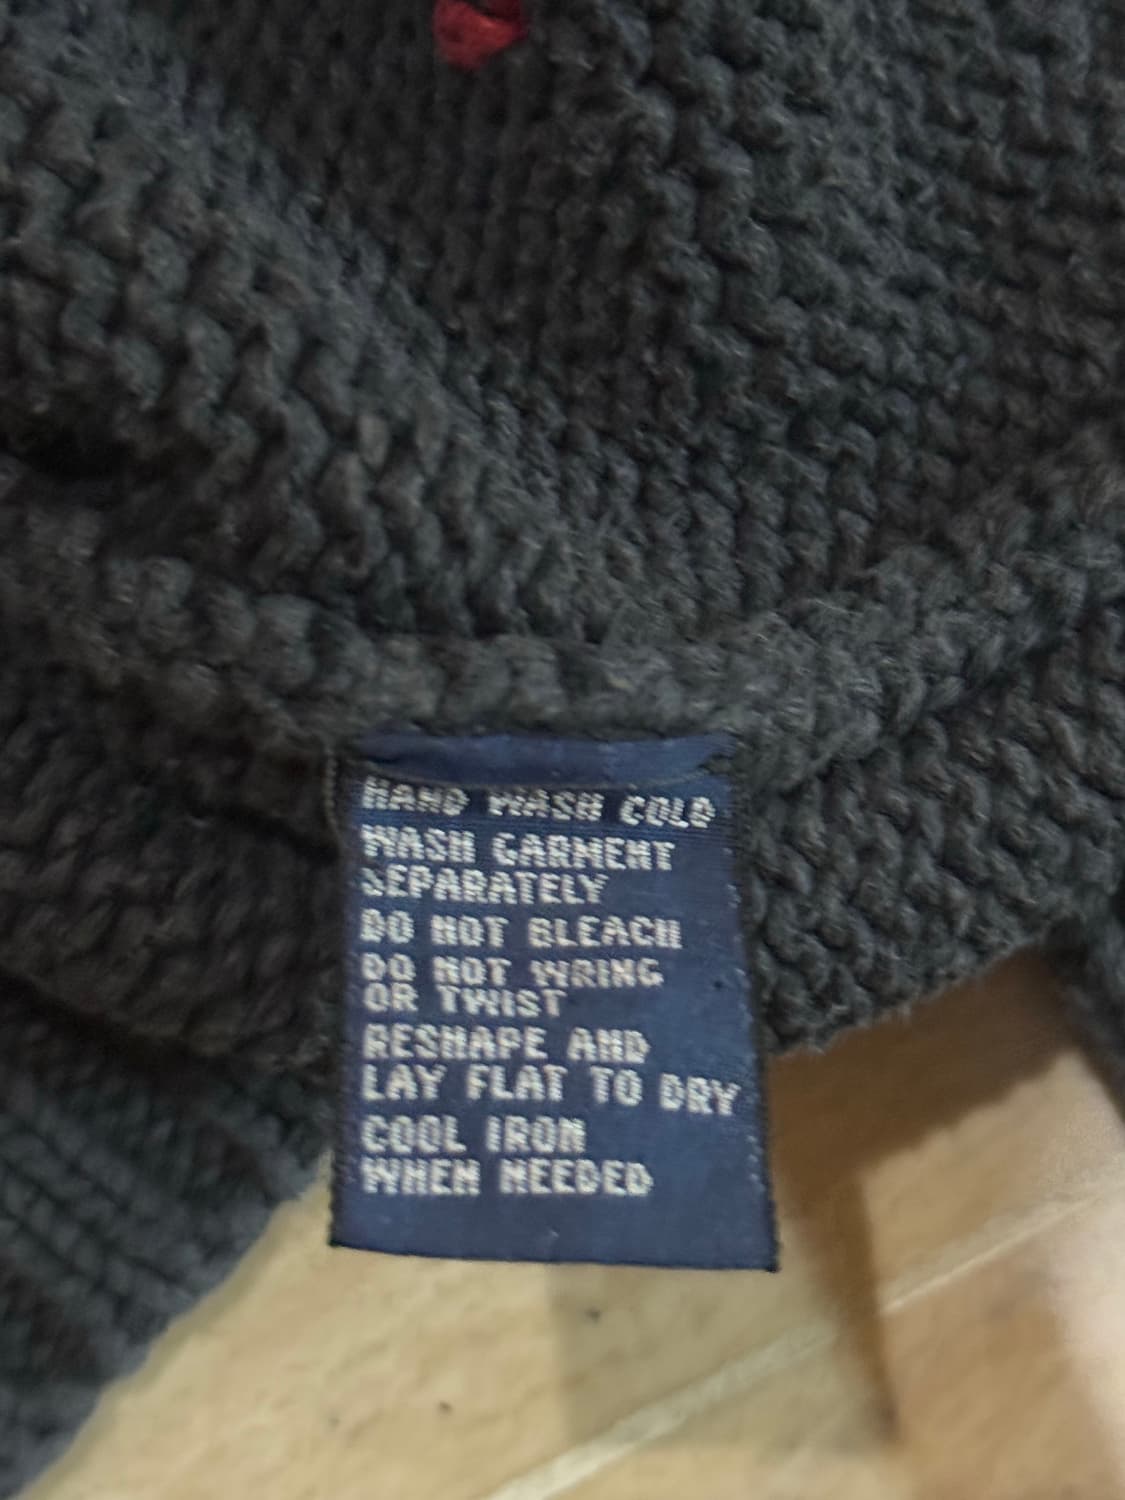 HAND WASH COLD
WASH GARMENT
SEPARATELY
DO NOT BLEACH
DO NOT WRING
OR TWIST
RESHAPE AND
LAY FLAT TO DRY
COOL IRON
WHEN NEEDED